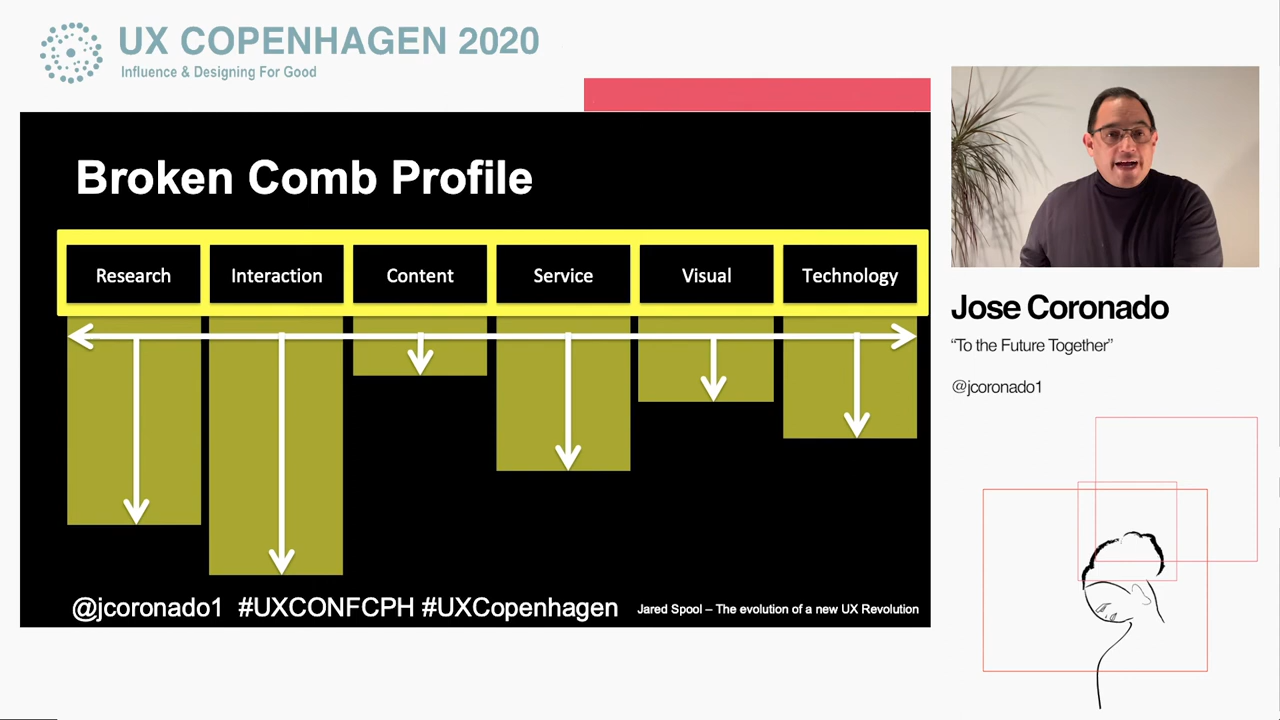 UX COPENHAGEN 2020
Influence & Designing For Good
Broken Comb Profile
Research Interaction Content Service Visual Technology
@jcoronado1 #UXCONFCPH #UXCopenhagen
Jared Spool – The evolution of a new UX Revolution
Jose Coronado
“To the Future Together”
@jcoronado1